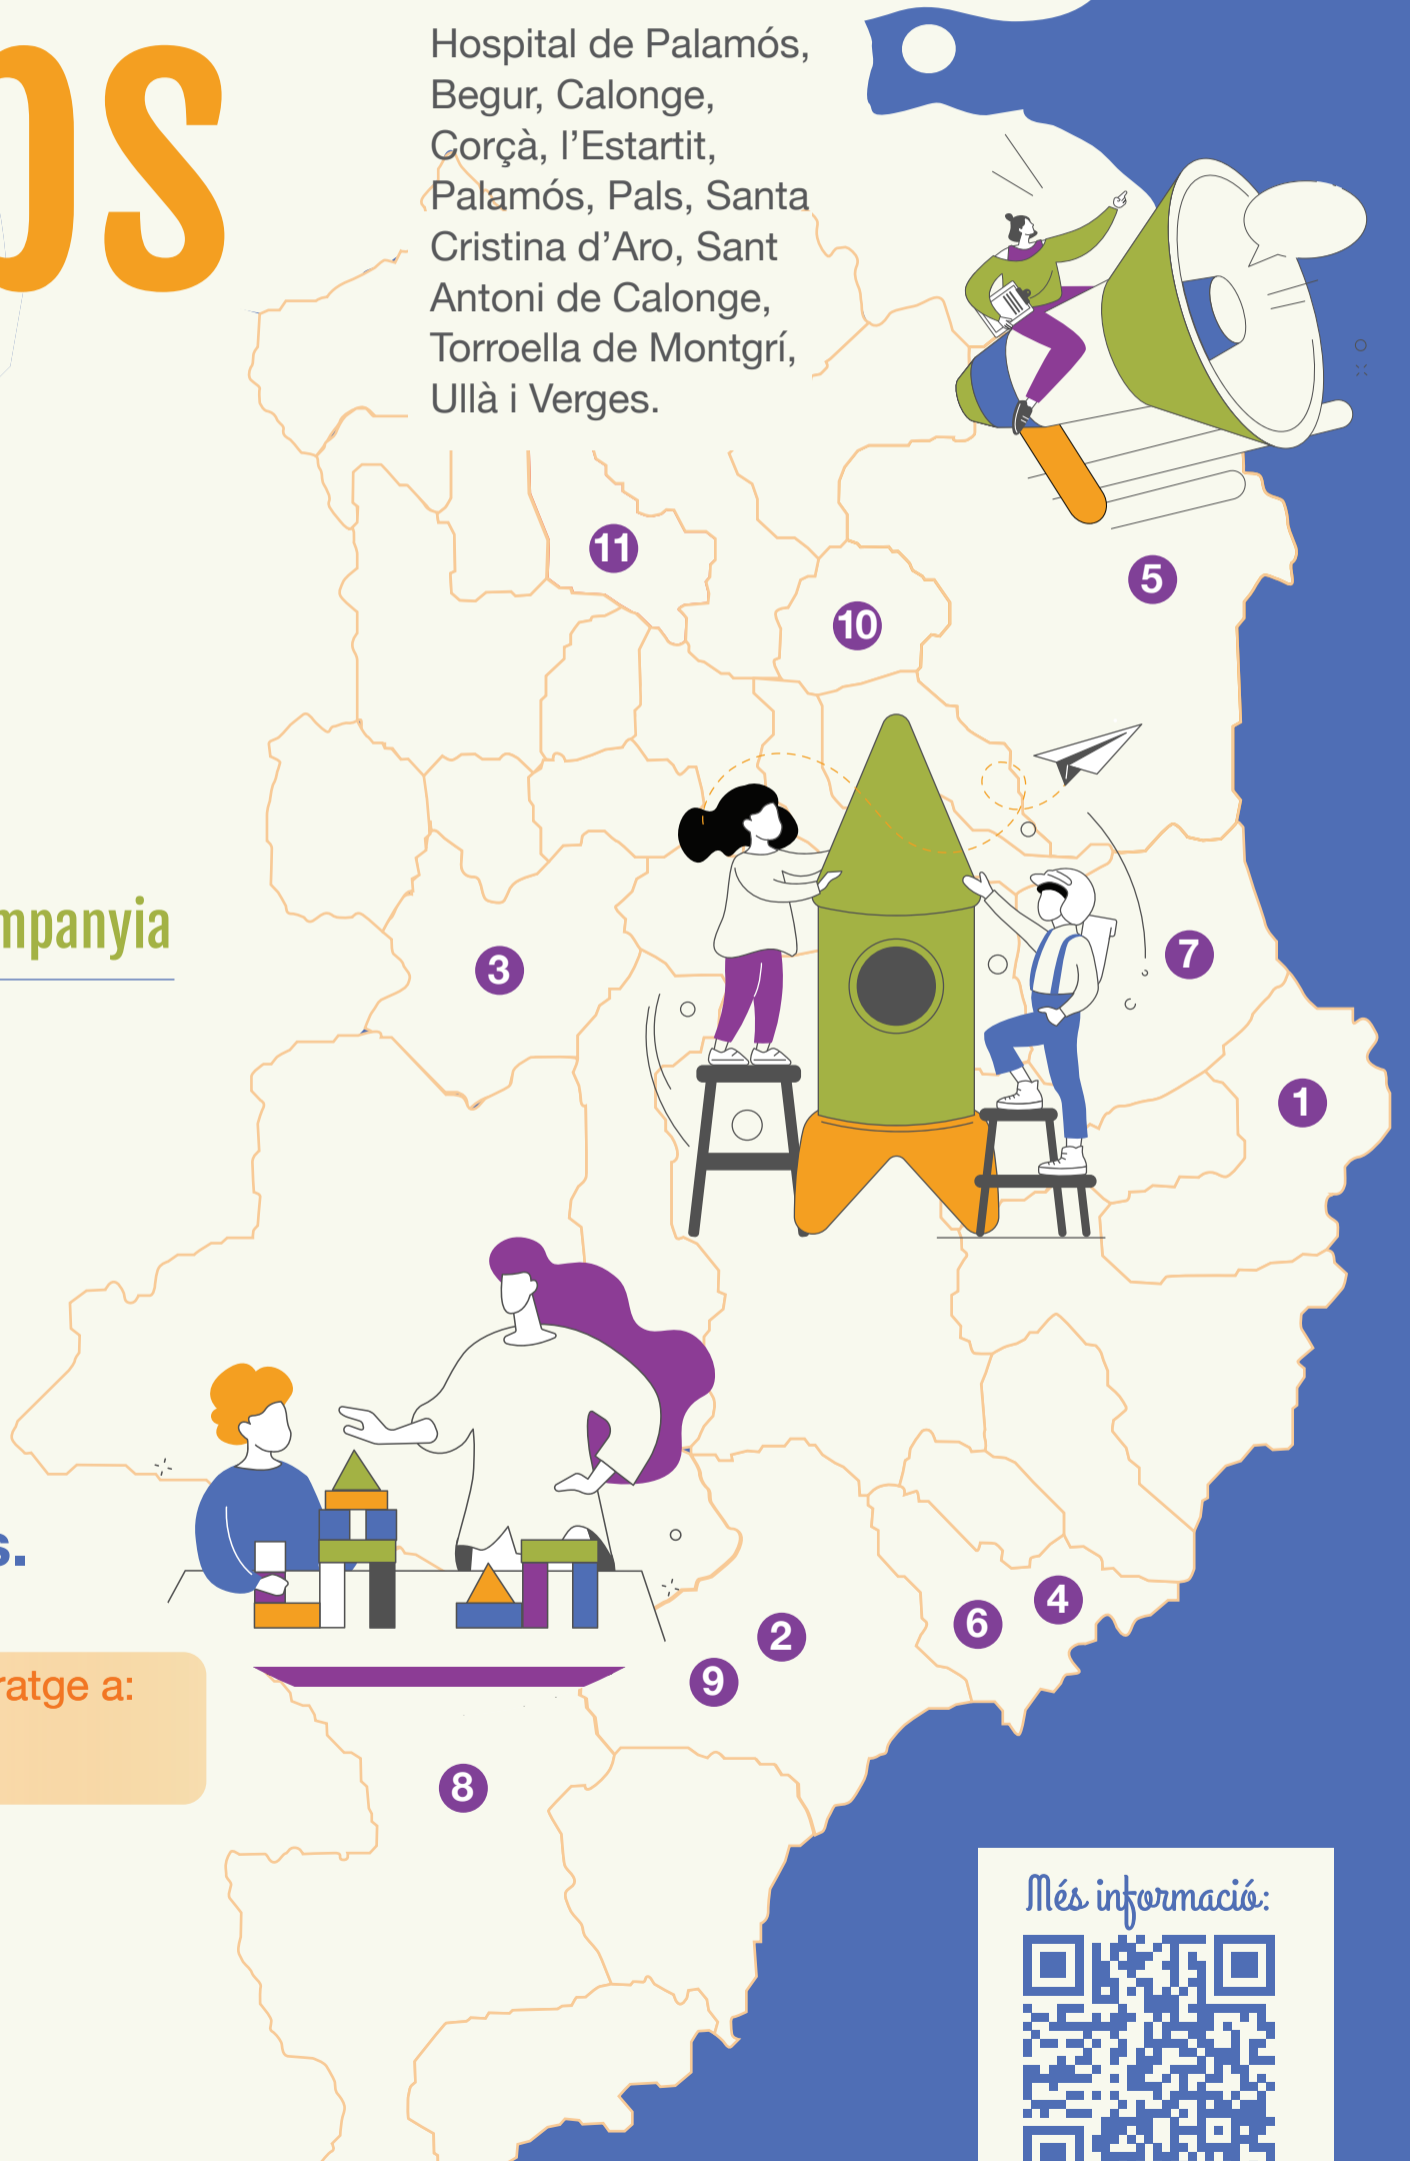 OS
Hospital de Palamós,
Begur, Calonge,
Corçà, l’Estartit,
Palamós, Pals, Santa
Cristina d’Aro, Sant
Antoni de Calonge,
Torroella de Montgrí,
Ullà i Verges.
11
5
10
mpanyia
3
7
1
s.
4
6
2
9
ratge a:
8
Més informació: